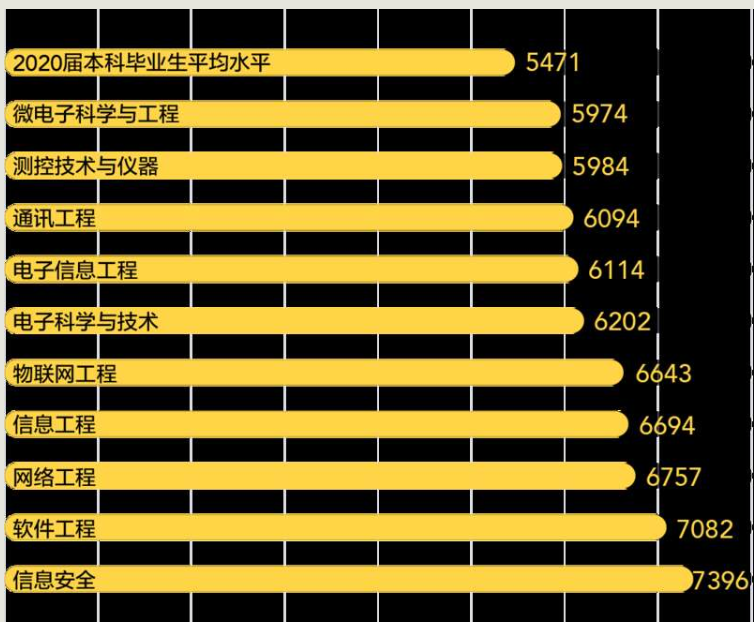 2020届本科毕业生平均水平 5471
微电子科学与工程 5974
测控技术与仪器 5984
通讯工程 6094
电子信息工程 6114
电子科学与技术 6202
物联网工程 6643
信息工程 6694
网络工程 6757
软件工程 7082
信息安全 7396